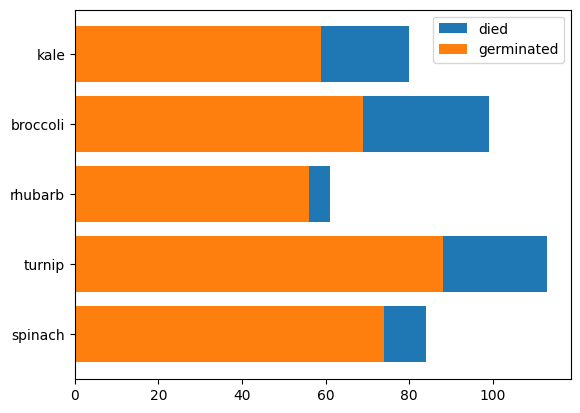 died
germinated
kale
broccoli
rhubarb
turnip
spinach
0 20 40 60 80 100